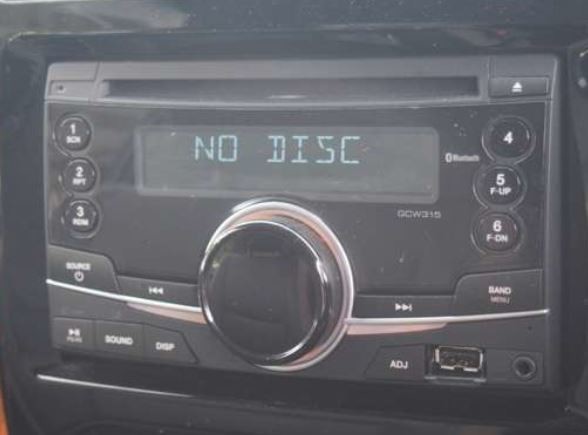 NO DISC
1
SCN
2
RPT
3
RDM
4
Bluetooth
5
F-UP
6
F-DN
GCW315
SOURCE
BAND
MENU
SOUND
DISP
ADJ